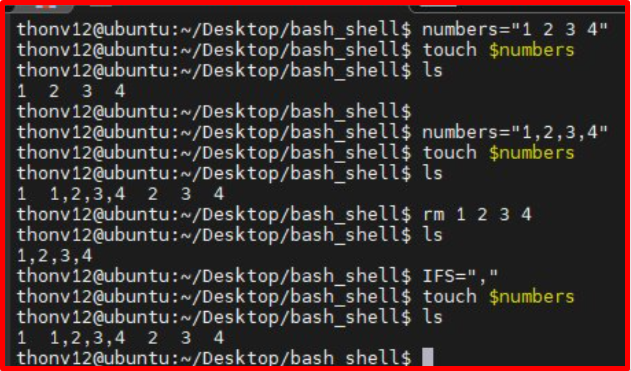 thonv12@ubuntu:~/Desktop/bash_shell$ numbers="1 2 3 4"
thonv12@ubuntu:~/Desktop/bash_shell$ touch $numbers
thonv12@ubuntu:~/Desktop/bash_shell$ ls
1  2  3  4
thonv12@ubuntu:~/Desktop/bash_shell$
thonv12@ubuntu:~/Desktop/bash_shell$ numbers="1,2,3,4"
thonv12@ubuntu:~/Desktop/bash_shell$ touch $numbers
thonv12@ubuntu:~/Desktop/bash_shell$ ls
1  1,2,3,4  2  3  4
thonv12@ubuntu:~/Desktop/bash_shell$ rm 1 2 3 4
thonv12@ubuntu:~/Desktop/bash_shell$ ls
1,2,3,4
thonv12@ubuntu:~/Desktop/bash_shell$ IFS=","
thonv12@ubuntu:~/Desktop/bash_shell$ touch $numbers
thonv12@ubuntu:~/Desktop/bash_shell$ ls
1  1,2,3,4  2  3  4
thonv12@ubuntu:~/Desktop/bash_shell$